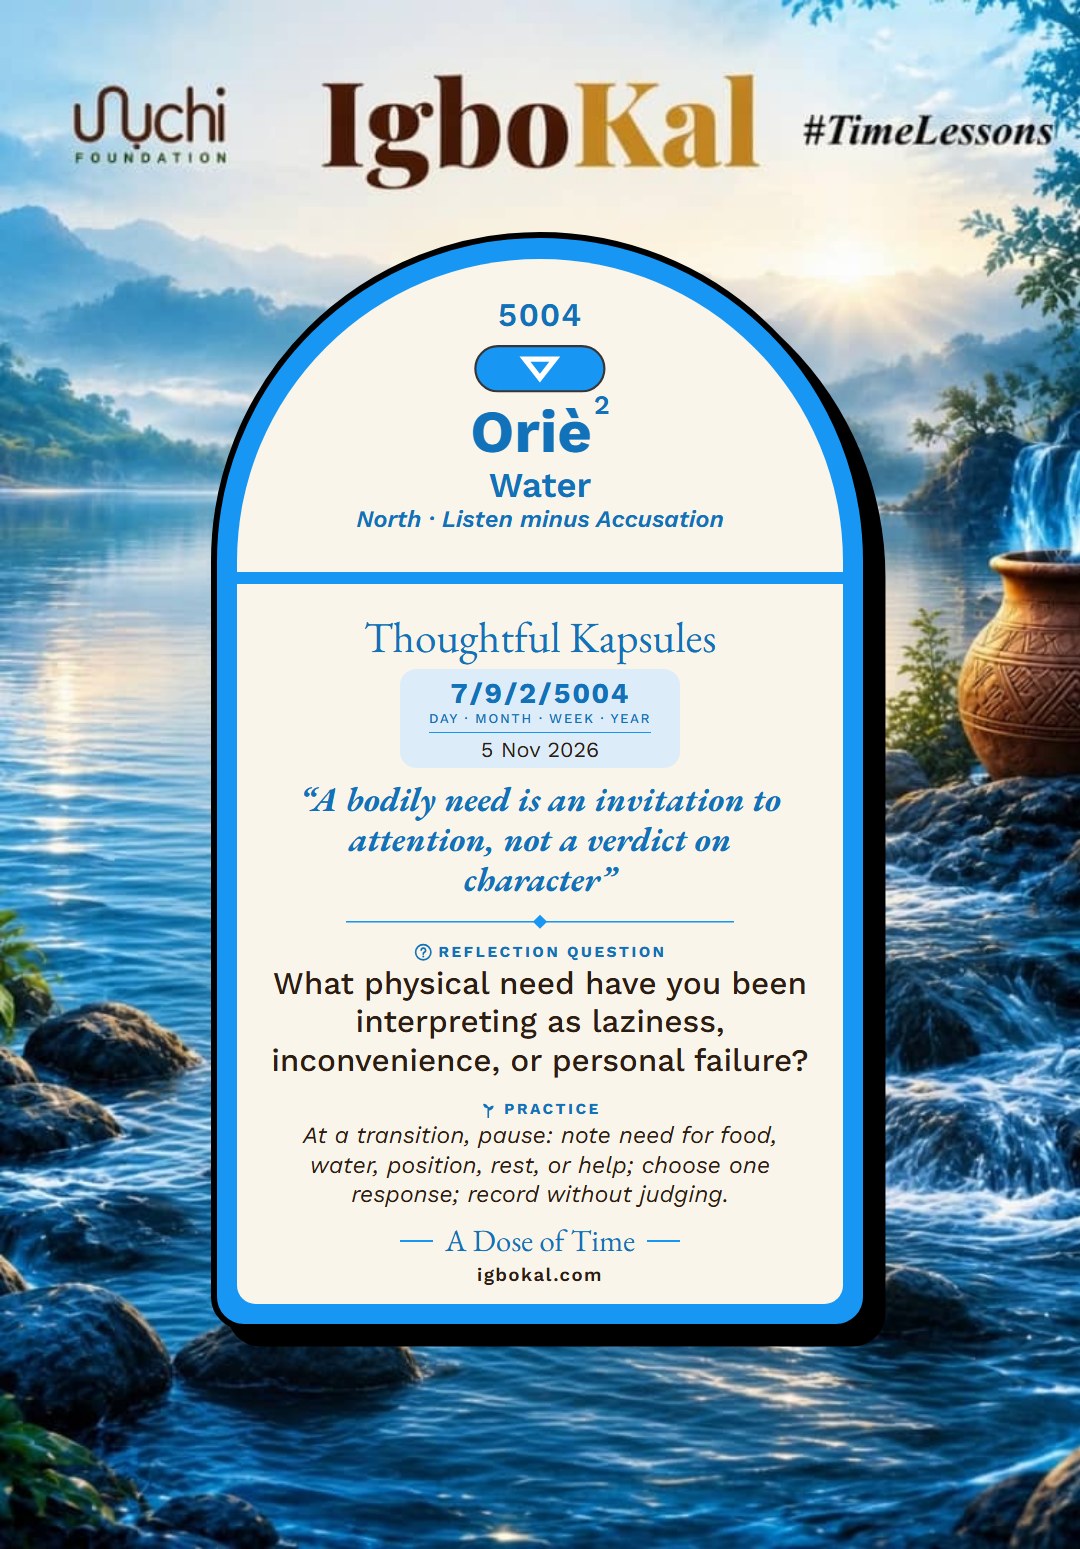 Uzuchi
FOUNDATION
IgboKal
#TimeLessons
5004
Oriè²
Water
North · Listen minus Accusation
Thoughtful Kapsules
7/9/2/5004
DAY · MONTH · WEEK · YEAR
5 Nov 2026
“A bodily need is an invitation to
attention, not a verdict on
character”
REFLECTION QUESTION
What physical need have you been
interpreting as laziness,
inconvenience, or personal failure?
PRACTICE
At a transition, pause: note need for food,
water, position, rest, or help; choose one
response; record without judging.
A Dose of Time
igbokal.com